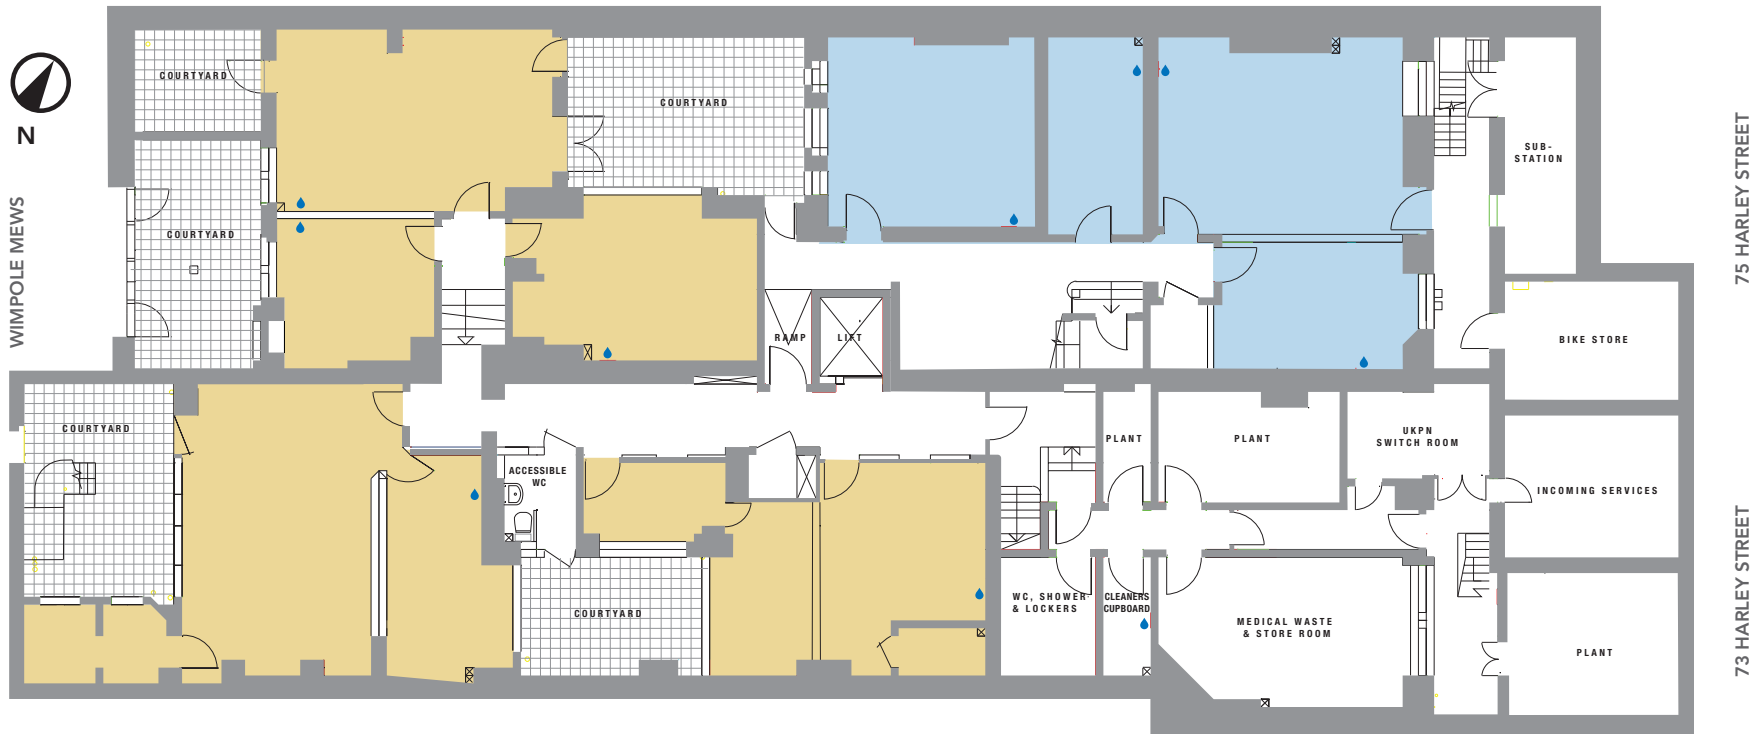 COURTYARD
COURTYARD
SUB-
STATION
N
COURTYARD
WIMPOLE MEWS
75 HARLEY STREET
RAMP
LIFT
BIKE STORE
COURTYARD
PLANT
PLANT
UKPN
SWITCH ROOM
ACCESSIBLE
WC
INCOMING SERVICES
COURTYARD
WC, SHOWER
& LOCKERS
CLEANERS
CUPBOARD
MEDICAL WASTE
& STORE ROOM
PLANT
73 HARLEY STREET